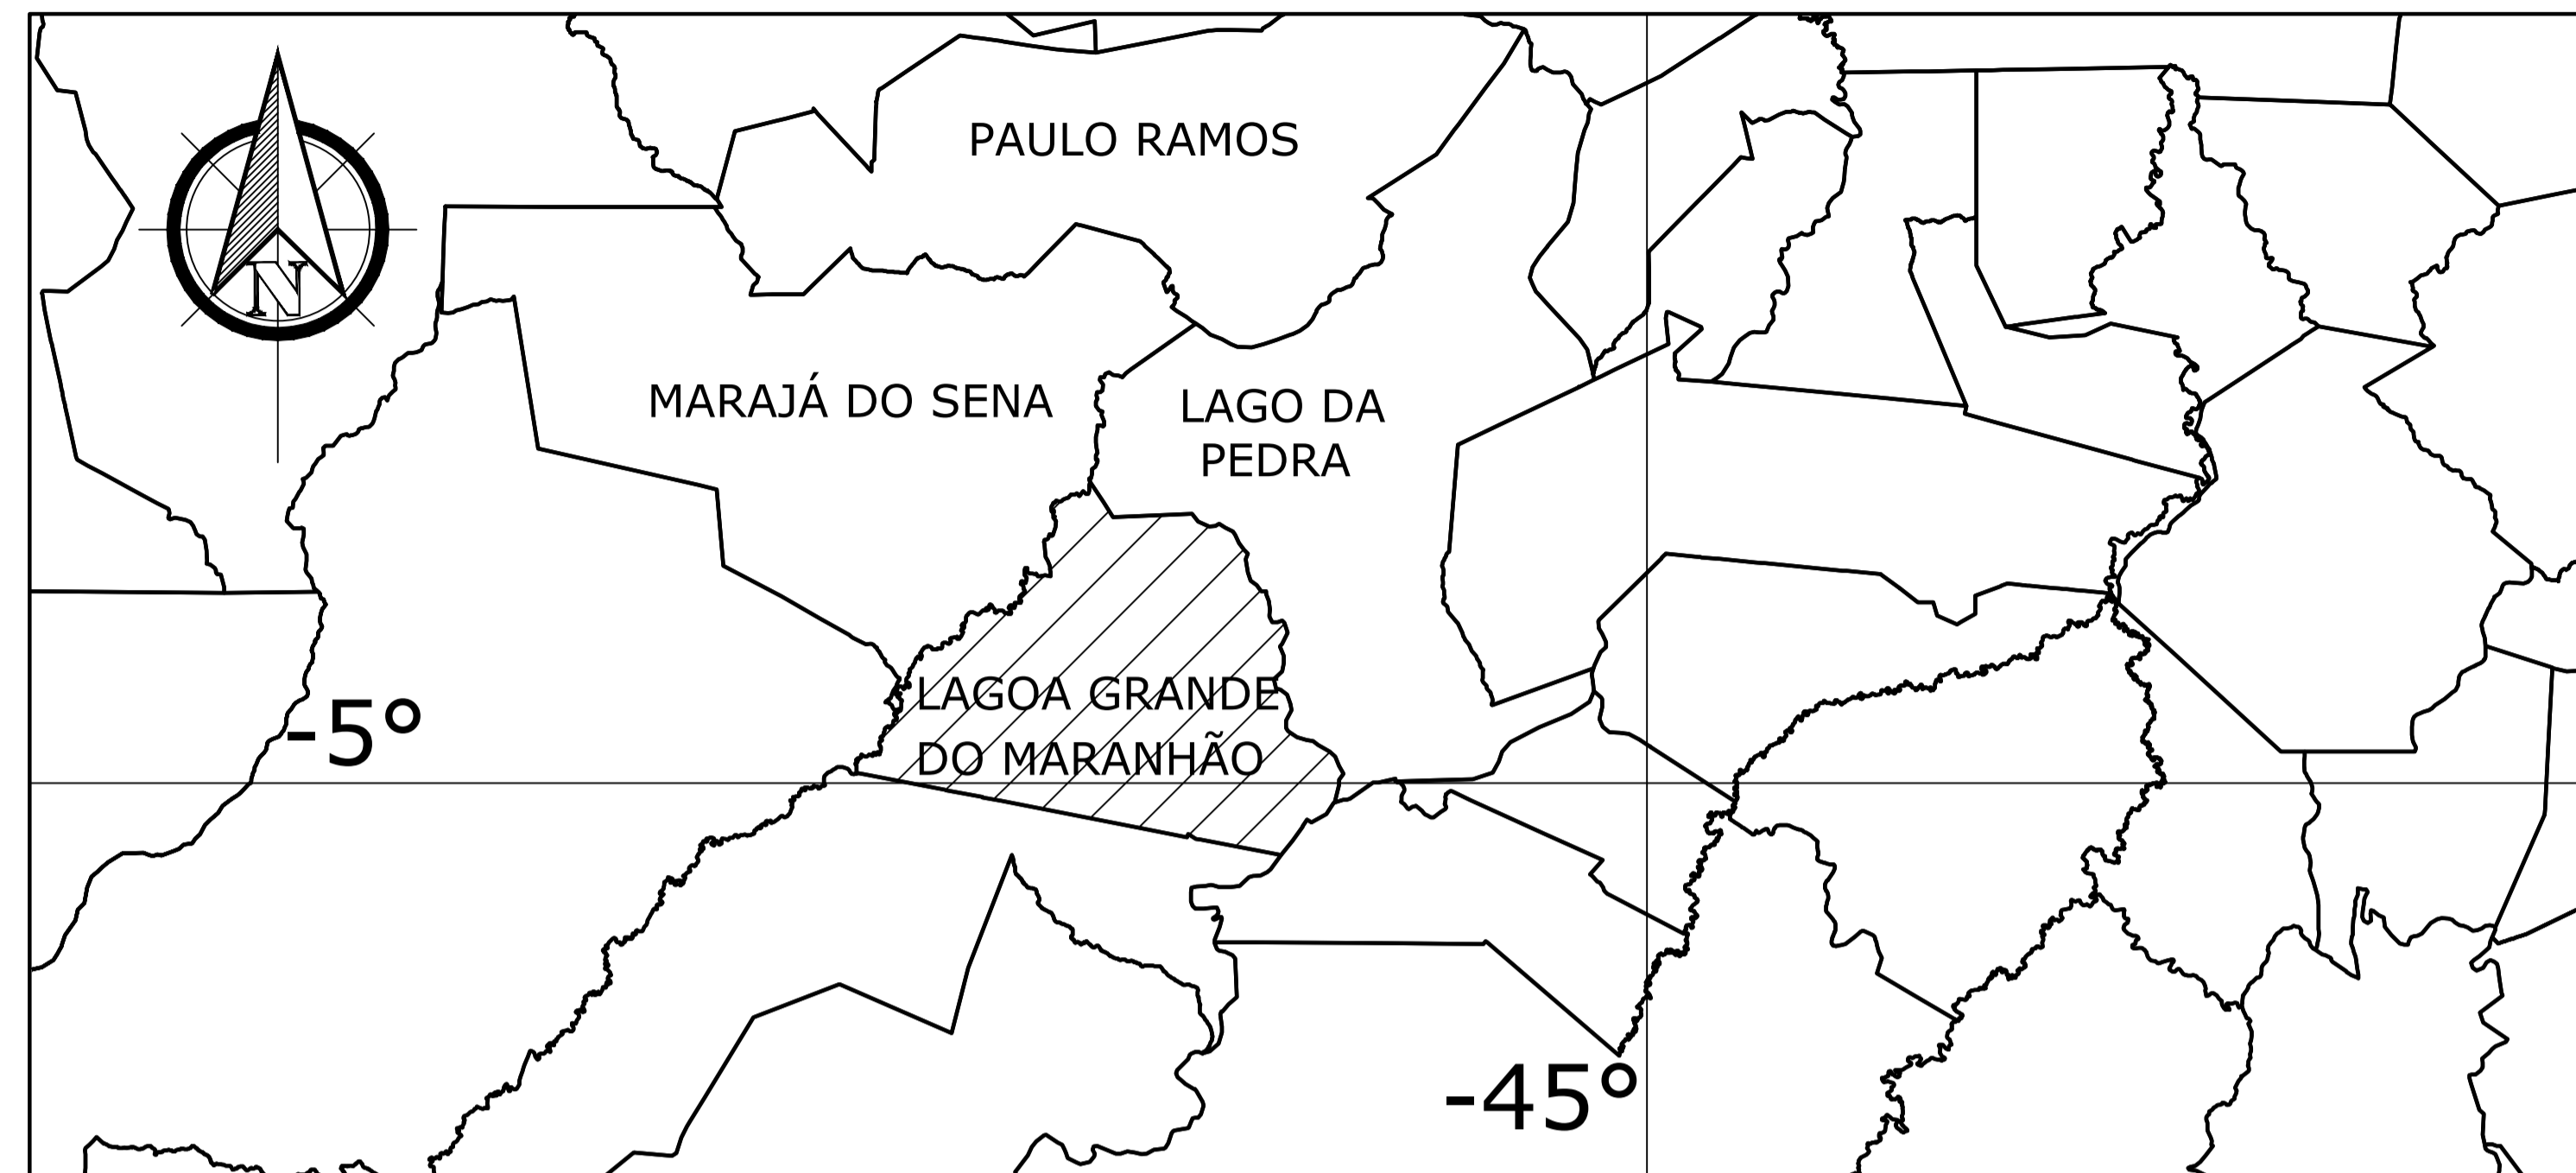 PAULO RAMOS
N
MARAJÁ DO SENA
LAGO DA
PEDRA
LAGOA GRANDE
DO MARANHÃO
-5°
-45°